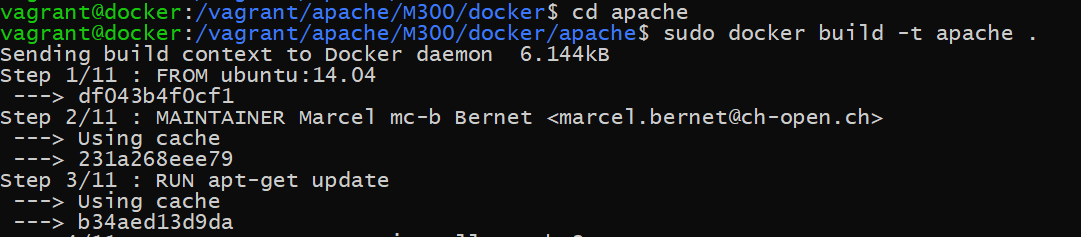 vagrant@docker:/vagrant/apache/M300/docker$ cd apache
vagrant@docker:/vagrant/apache/M300/docker/apache$ sudo docker build -t apache .
Sending build context to Docker daemon  6.144kB
Step 1/11 : FROM ubuntu:14.04
 ---> df043b4f0cf1
Step 2/11 : MAINTAINER Marcel mc-b Bernet <marcel.bernet@ch-open.ch>
 ---> Using cache
 ---> 231a268eee79
Step 3/11 : RUN apt-get update
 ---> Using cache
 ---> b34aed13d9da